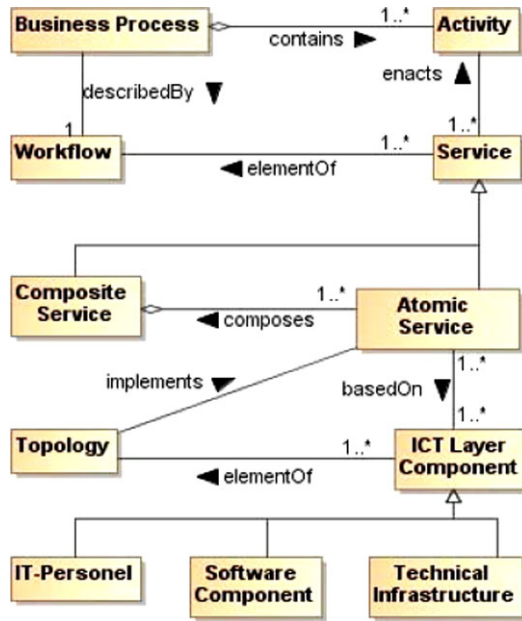 Business Process
1..*
Activity
contains
describedBy
enacts
1
1..*
1..*
Workflow
Service
elementOf
Composite
Service
1..*
Atomic
Service
composes
implements
1..*
basedOn
1..*
Topology
1..*
ICT Layer
Component
elementOf
IT-Personel
Software
Component
Technical
Infrastructure